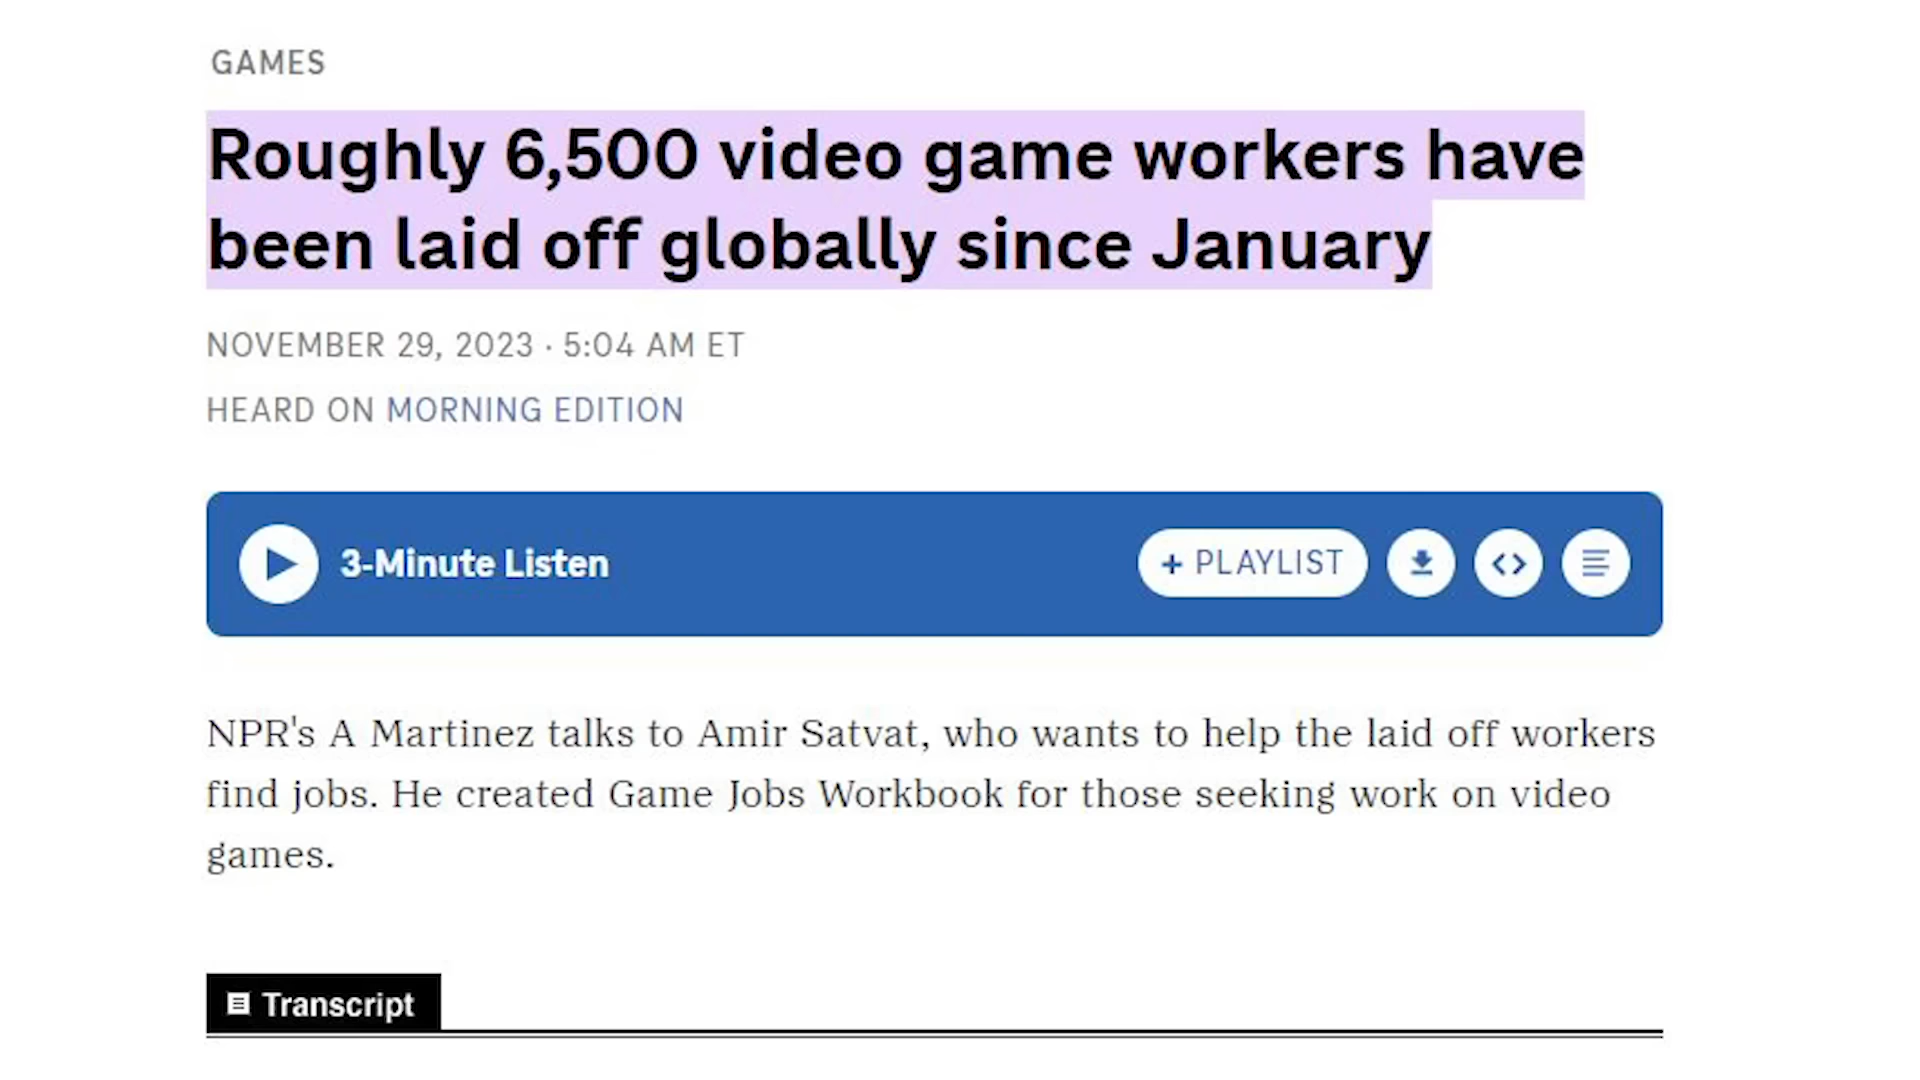 GAMES
Roughly 6,500 video game workers have
been laid off globally since January
NOVEMBER 29, 2023 · 5:04 AM ET
HEARD ON MORNING EDITION
3-Minute Listen
+ PLAYLIST
NPR's A Martinez talks to Amir Satvat, who wants to help the laid off workers
find jobs. He created Game Jobs Workbook for those seeking work on video
games.
Transcript